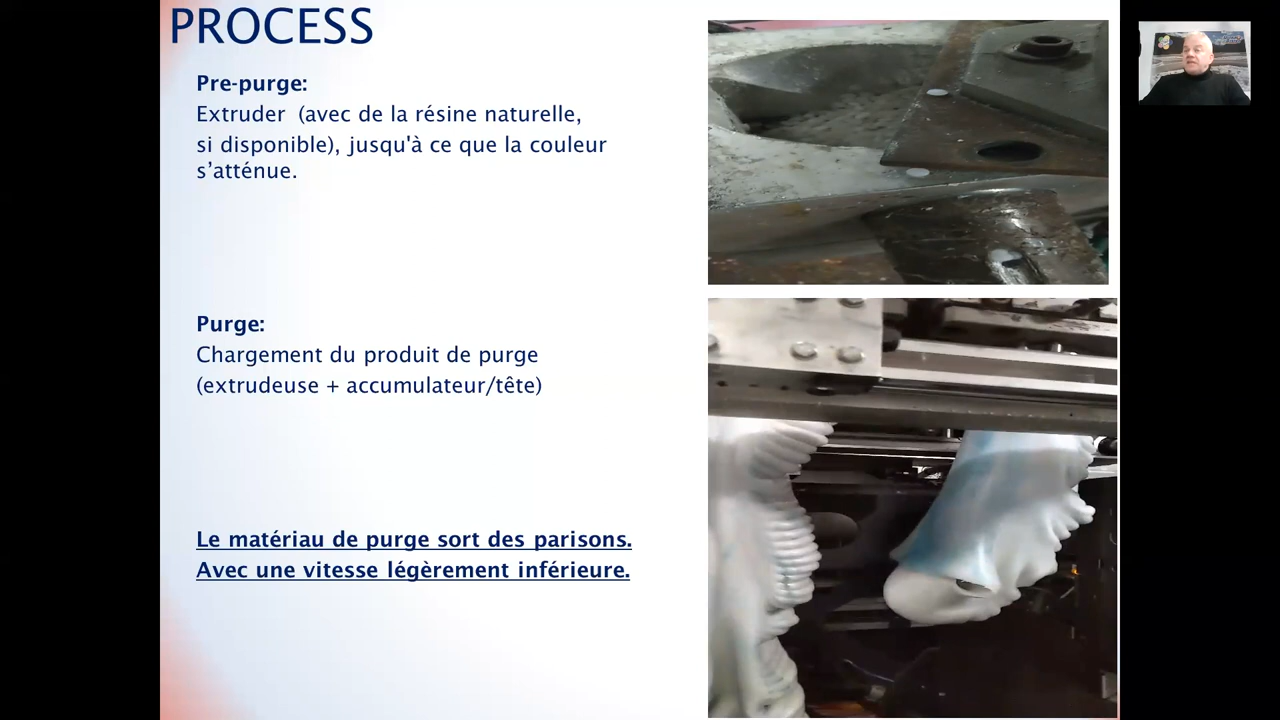 PROCESS
Pre-purge:
Extruder (avec de la résine naturelle,
si disponible), jusqu'à ce que la couleur
s’atténue.
Purge:
Chargement du produit de purge
(extrudeuse + accumulateur/tête)
Le matériau de purge sort des parisons.
Avec une vitesse légèrement inférieure.